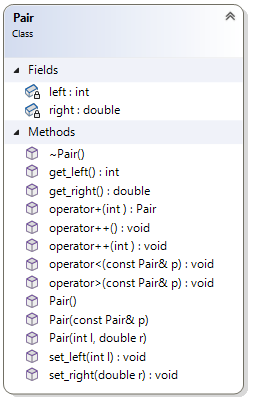 Pair
Class
Fields
left : int
right : double
Methods
~Pair()
get_left() : int
get_right() : double
operator+(int ) : Pair
operator++() : void
operator++(int ) : void
operator<(const Pair& p) : void
operator>(const Pair& p) : void
Pair()
Pair(const Pair& p)
Pair(int l, double r)
set_left(int l) : void
set_right(double r) : void